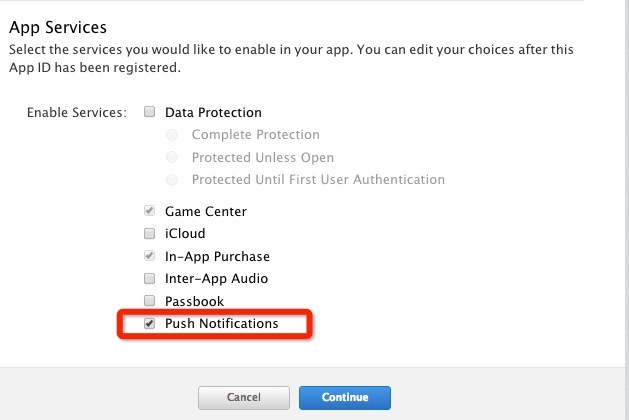 App Services
Select the services you would like to enable in your app. You can edit your choices after this
App ID has been registered.
Enable Services: Data Protection
Complete Protection
Protected Unless Open
Protected Until First User Authentication
Game Center
iCloud
In-App Purchase
Inter-App Audio
Passbook
Push Notifications
Cancel Continue